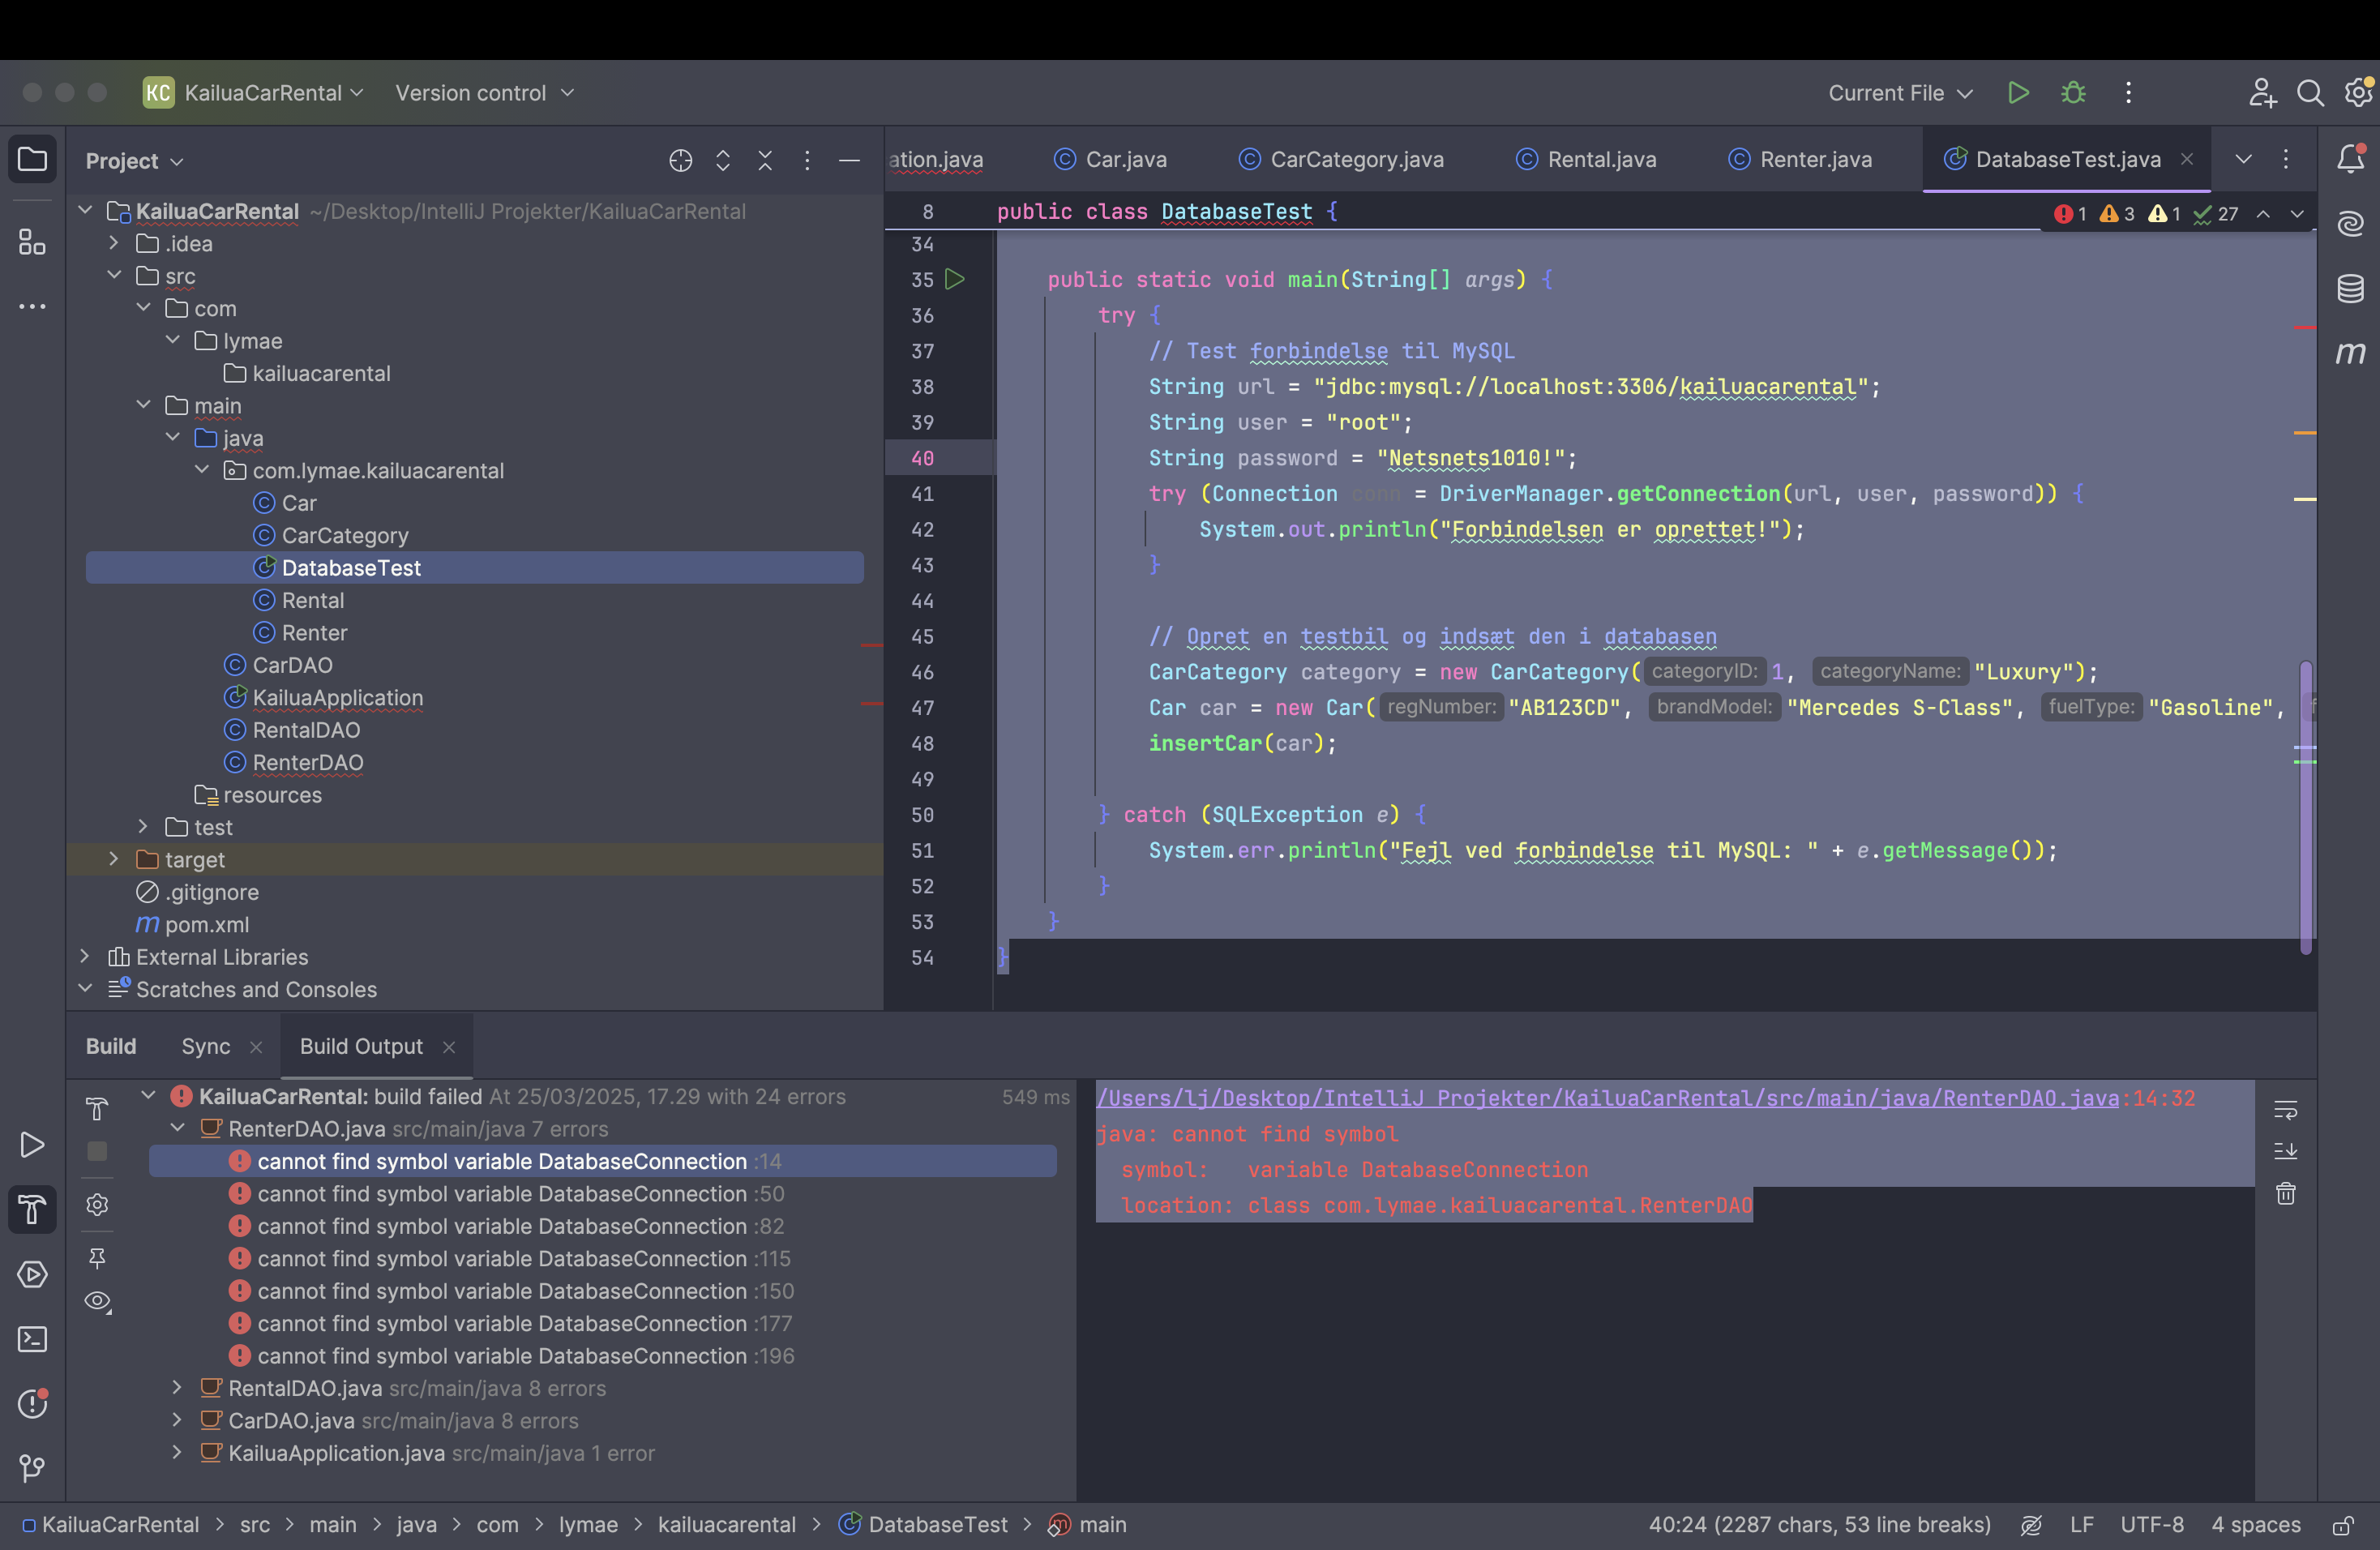 KC KailuaCarRental Version control Current File
Project
KailuaCarRental ~/Desktop/IntelliJ Projekter/KailuaCarRental
.idea
src
com
lymae
kailuacarental
main
java
com.lymae.kailuacarental
Car
CarCategory
DatabaseTest
Rental
Renter
CarDAO
KailuaApplication
RentalDAO
RenterDAO
resources
test
target
.gitignore
m pom.xml
External Libraries
Scratches and Consoles
ation.java Car.java CarCategory.java Rental.java Renter.java DatabaseTest.java
8 public class DatabaseTest { 1 3 1 27
34
35 public static void main(String[] args) {
36 try {
37 // Test forbindelse til MySQL
38 String url = "jdbc:mysql://localhost:3306/kailuacarental";
39 String user = "root";
40 String password = "Netsnets1010!";
41 try (Connection conn = DriverManager.getConnection(url, user, password)) {
42 System.out.println("Forbindelsen er oprettet!");
43 }
44
45 // Opret en testbil og indsæt den i databasen
46 CarCategory category = new CarCategory( categoryID: 1, categoryName: "Luxury");
47 Car car = new Car( regNumber: "AB123CD", brandModel: "Mercedes S-Class", fuelType: "Gasoline",
48 insertCar(car);
49
50 } catch (SQLException e) {
51 System.err.println("Fejl ved forbindelse til MySQL: " + e.getMessage());
52 }
53 }
54 }
m
Build Sync Build Output
KailuaCarRental: build failed At 25/03/2025, 17.29 with 24 errors 549 ms
RenterDAO.java src/main/java 7 errors
cannot find symbol variable DatabaseConnection :14
cannot find symbol variable DatabaseConnection :50
cannot find symbol variable DatabaseConnection :82
cannot find symbol variable DatabaseConnection :115
cannot find symbol variable DatabaseConnection :150
cannot find symbol variable DatabaseConnection :177
cannot find symbol variable DatabaseConnection :196
RentalDAO.java src/main/java 8 errors
CarDAO.java src/main/java 8 errors
KailuaApplication.java src/main/java 1 error
/Users/lj/Desktop/IntelliJ Projekter/KailuaCarRental/src/main/java/RenterDAO.java:14:32
java: cannot find symbol
symbol: variable DatabaseConnection
location: class com.lymae.kailuacarental.RenterDAO
KailuaCarRental > src > main > java > com > lymae > kailuacarental > DatabaseTest > main 40:24 (2287 chars, 53 line breaks) LF UTF-8 4 spaces